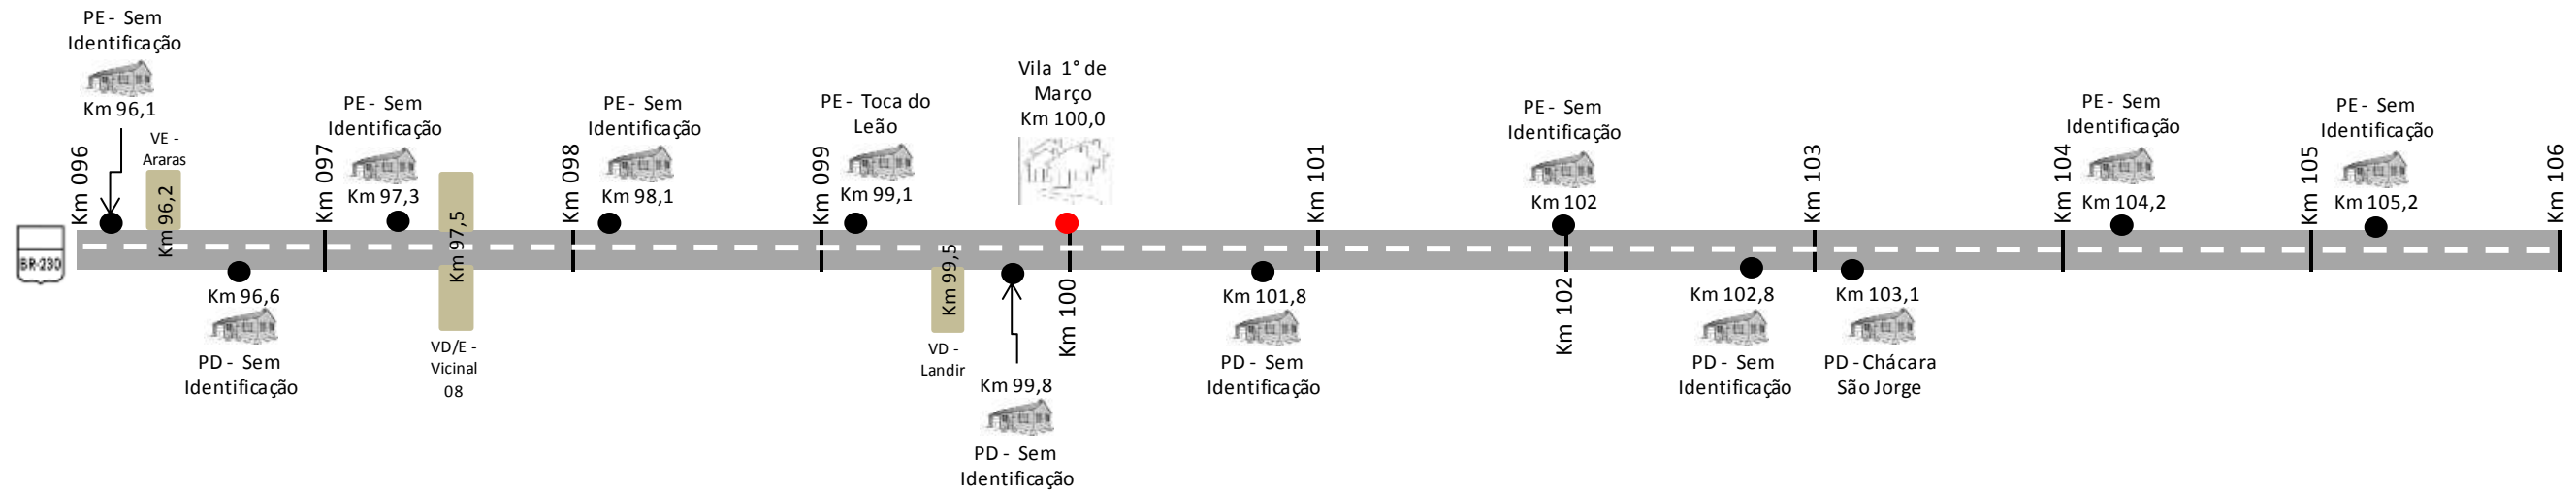 PE - Sem
Identificação
Km 96,1
VE -
Araras
Km 96,2
PE - Sem
Identificação
Km 97,3
PE - Sem
Identificação
Km 98,1
PE - Toca do
Leão
Km 99,1
Vila 1° de
Março
Km 100,0
PE - Sem
Identificação
Km 102
PE - Sem
Identificação
Km 104,2
PE - Sem
Identificação
Km 105,2
Km 096
Km 097
Km 098
Km 099
Km 101
Km 103
Km 104
Km 105
Km 106
BR-230
Km 97,5
Km 99,5
Km 100
Km 102
Km 96,6
PD - Sem
Identificação
VD/E -
Vicinal
08
VD -
Landir
Km 99,8
PD - Sem
Identificação
Km 101,8
PD - Sem
Identificação
Km 102,8
PD - Sem
Identificação
Km 103,1
PD - Chácara
São Jorge